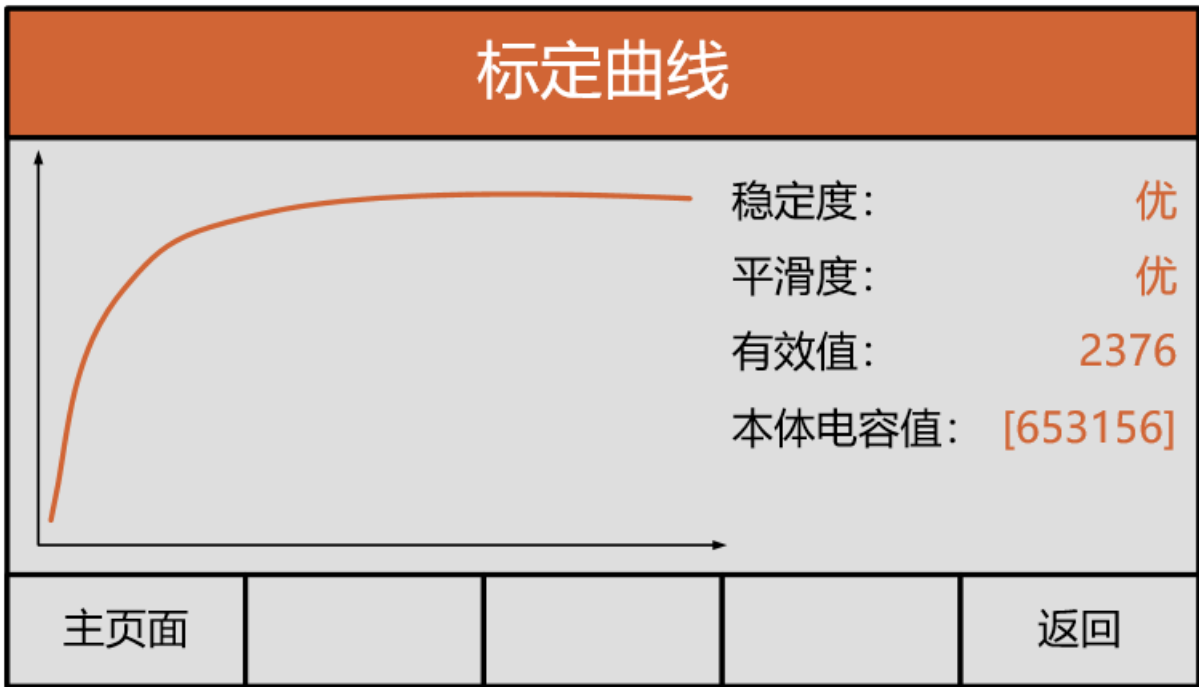 标定曲线
稳定度： 优
平滑度： 优
有效值： 2376
本体电容值： [653156]
主页面
返回